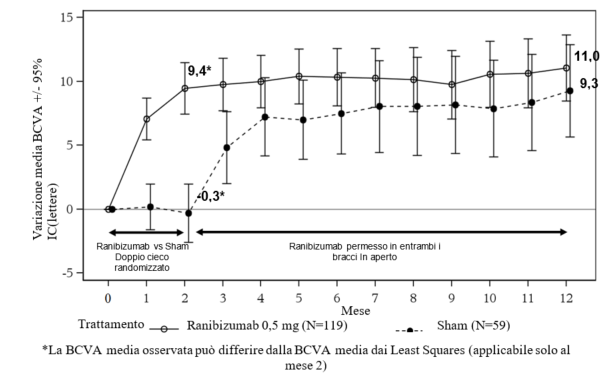 Variazione media BCVA +/- 95%
IC(lettere)
15
10
5
0
-5
9,4*
-0,3*
11,0
9,3
Ranibizumab vs Sham
Doppio cieco
randomizzato
Ranibizumab permesso in entrambi i
bracci In aperto
0 1 2 3 4 5 6 7 8 9 10 11 12
Mese
Trattamento Ranibizumab 0,5 mg (N=119) Sham (N=59)
*La BCVA media osservata può differire dalla BCVA media dai Least Squares (applicabile solo al
mese 2)